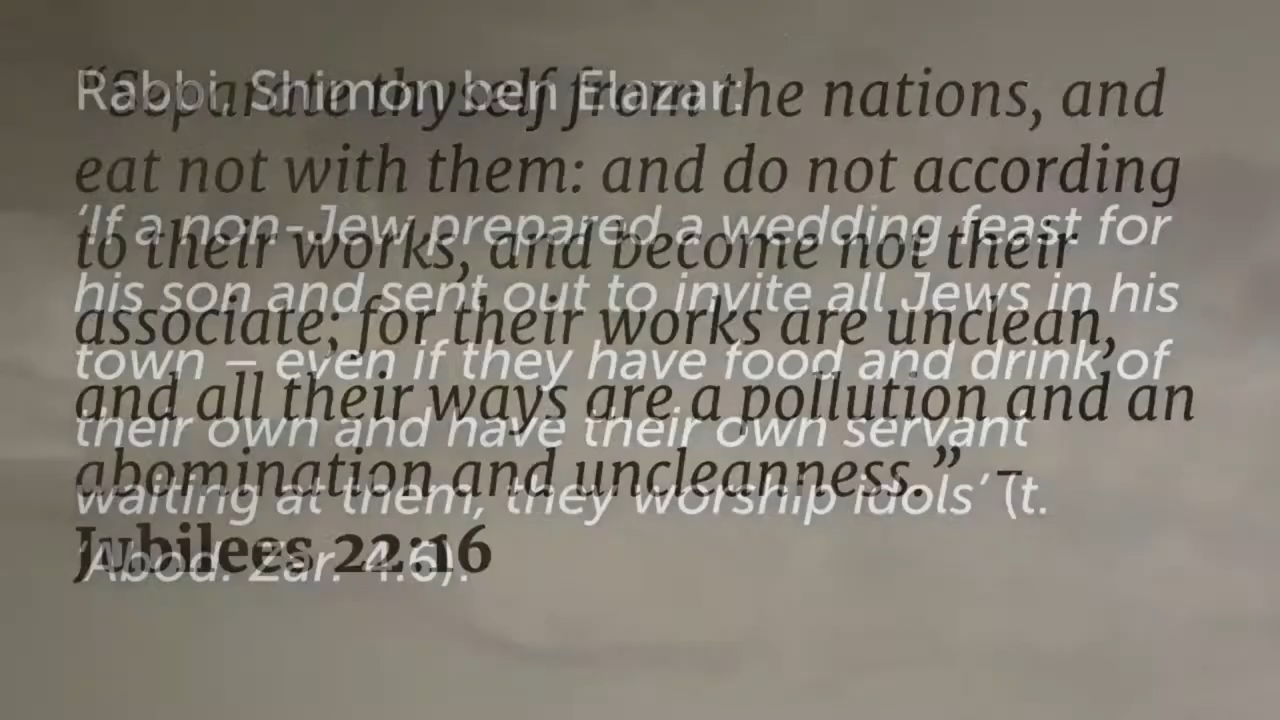 “Separate thyself from the nations, and
eat not with them: and do not according
to their works, and become not their
associate; for their works are unclean,
and all their ways are a pollution and an
abomination and uncleanness.” –
Jubilees 22:16
Rabbi. Shimon ben Elazar:
‘If a non-Jew prepared a wedding feast for
his son and sent out to invite all Jews in his
town – even if they have food and drink of
their own and have their own servant
waiting at them, they worship idols’ (t.
‘Abod. Zar. 4.6).